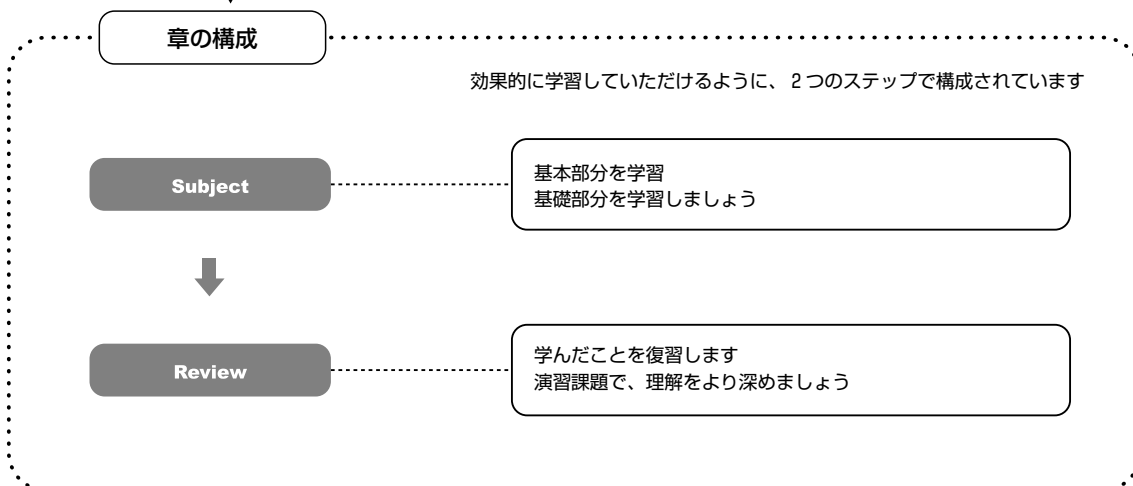 章の構成
効果的に学習していただけるように、2つのステップで構成されています
Subject
基本部分を学習
基礎部分を学習しましょう
Review
学んだことを復習します
演習課題で、理解をより深めましょう